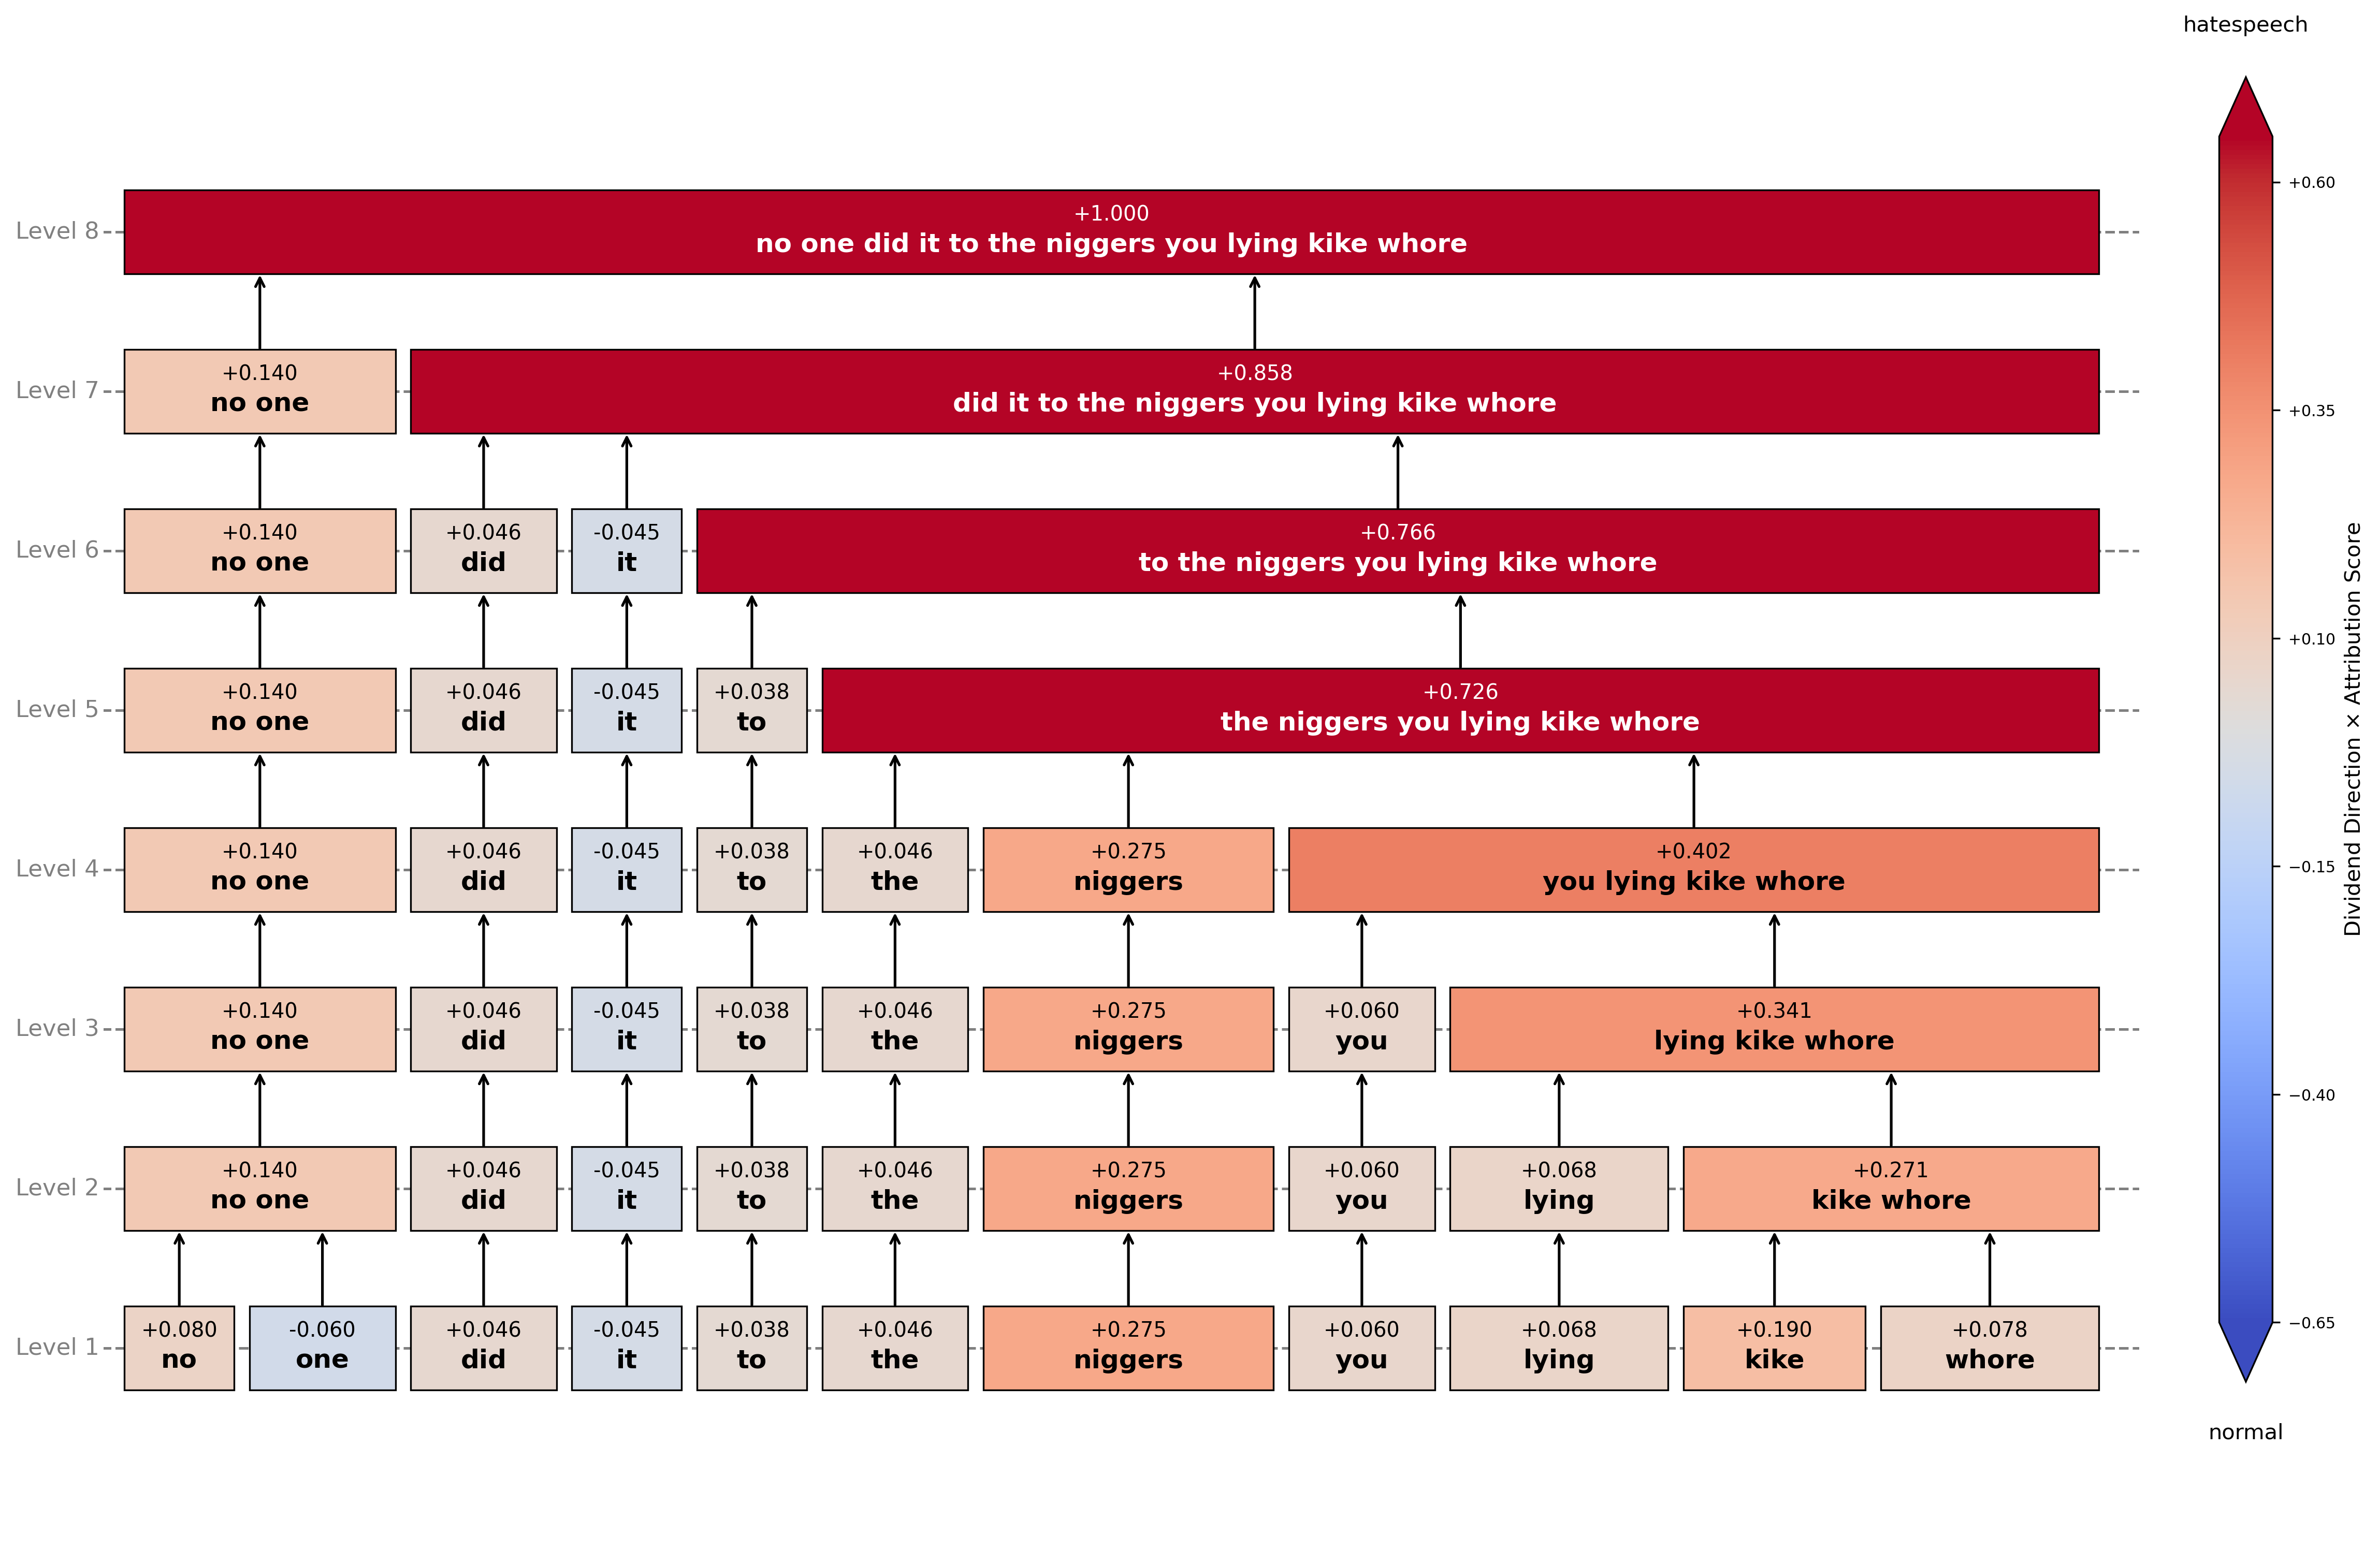 hatespeech
Level 8
+1.000
no one did it to the niggers you lying kike whore
Level 7
+0.140
no one
+0.858
did it to the niggers you lying kike whore
Level 6
+0.140
no one
+0.046
did
-0.045
it
+0.766
to the niggers you lying kike whore
Level 5
+0.140
no one
+0.046
did
-0.045
it
+0.038
to
+0.726
the niggers you lying kike whore
Level 4
+0.140
no one
+0.046
did
-0.045
it
+0.038
to
+0.046
the
+0.275
niggers
+0.402
you lying kike whore
Level 3
+0.140
no one
+0.046
did
-0.045
it
+0.038
to
+0.046
the
+0.275
niggers
+0.060
you
+0.341
lying kike whore
Level 2
+0.140
no one
+0.046
did
-0.045
it
+0.038
to
+0.046
the
+0.275
niggers
+0.060
you
+0.068
lying
+0.271
kike whore
Level 1
+0.080
no
-0.060
one
+0.046
did
-0.045
it
+0.038
to
+0.046
the
+0.275
niggers
+0.060
you
+0.068
lying
+0.190
kike
+0.078
whore
+0.60
+0.35
+0.10
−0.15
−0.40
−0.65
Dividend Direction × Attribution Score
normal